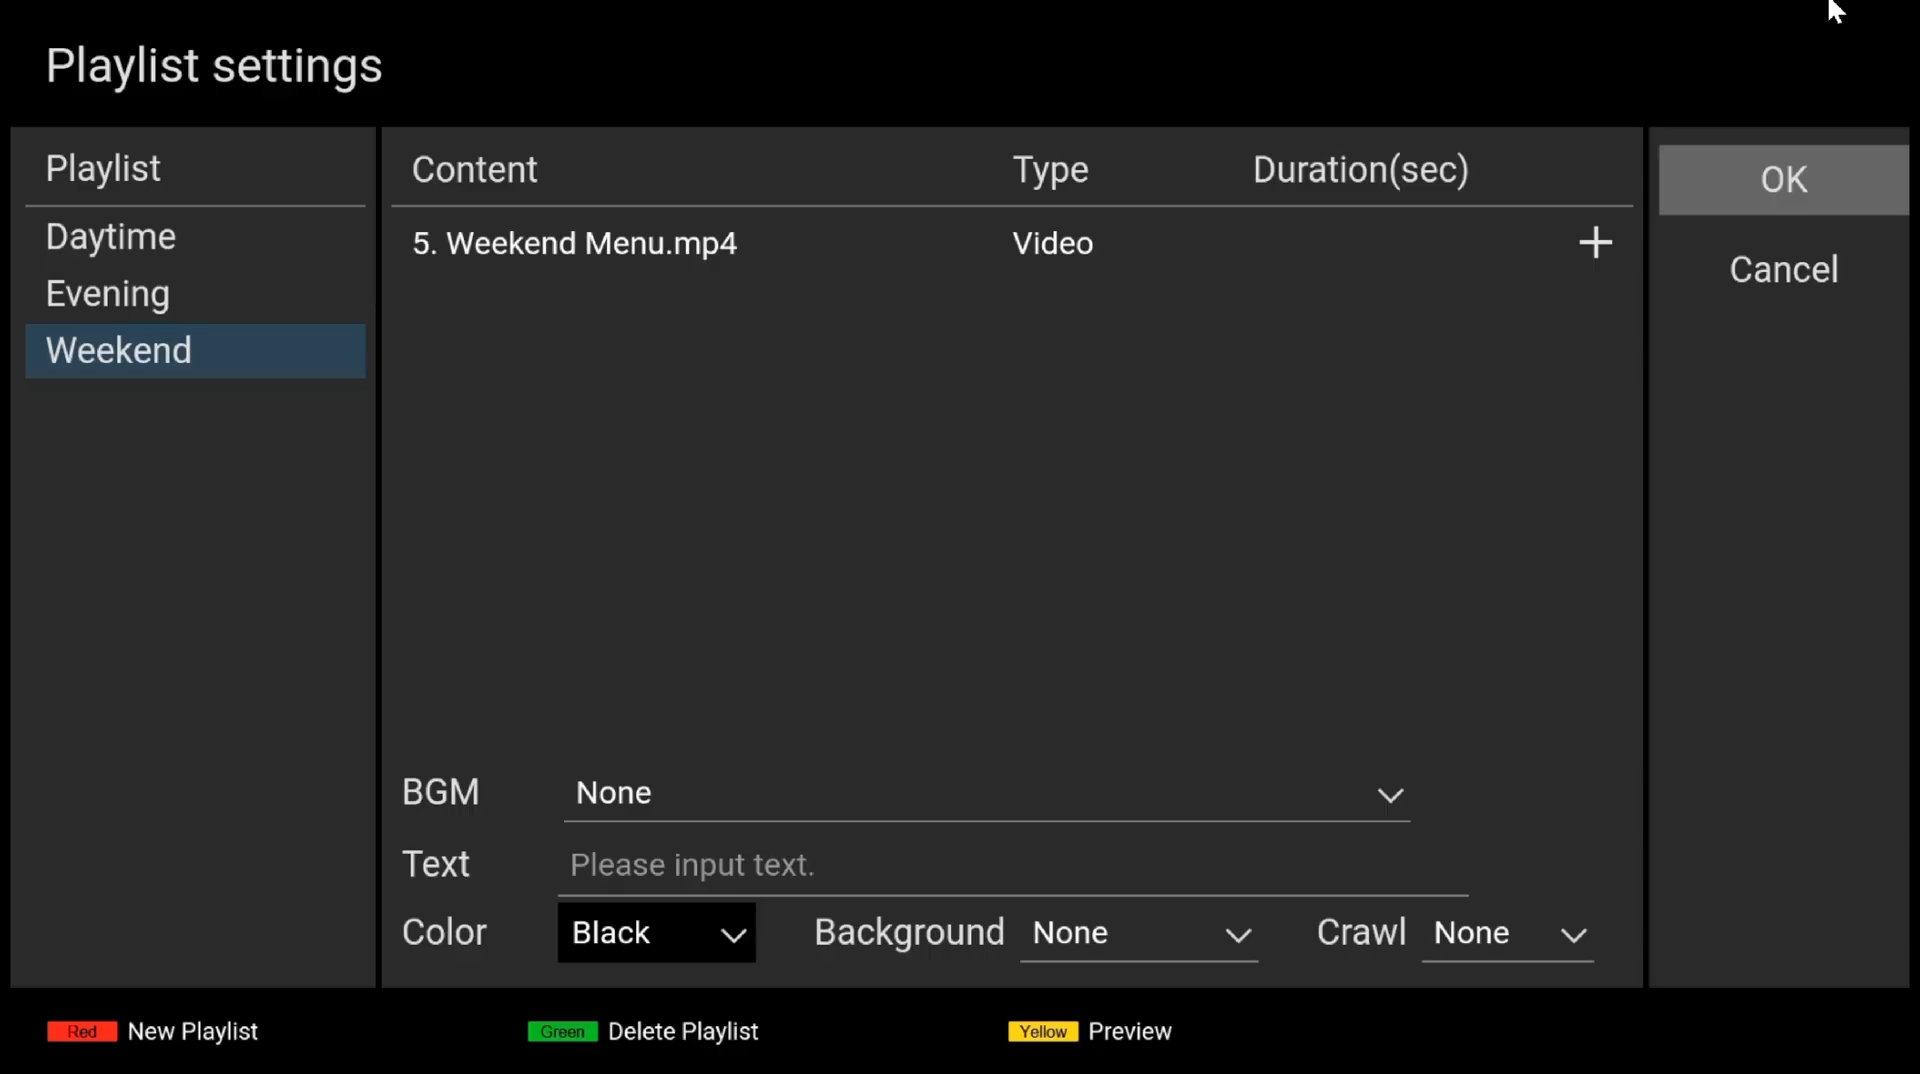 Playlist settings
Playlist
Daytime
Evening
Weekend
Content Type Duration(sec)
5. Weekend Menu.mp4 Video
OK
Cancel
BGM None
Text Please input text.
Color Black Background None Crawl None
Red New Playlist Green Delete Playlist Yellow Preview